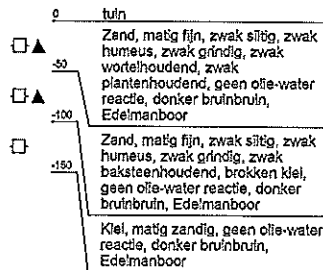 0 tuin
Zand, matig fijn, zwak siltig, zwak
humeus, zwak grindig, zwak
wortelhoudend, zwak
-50
plantenhoudend, geen olie-water
reactie, donker bruinbruin,
Edelmanboor
-100
Zand, matig fijn, zwak siltig, zwak
humeus, zwak grindig, zwak
baksteenhoudend, brokken klei,
-150
geen olie-water reactie, donker
bruinbruin, Edelmanboor
Klei, matig zandig, geen olie-water
reactie, donker bruinbruin,
Edelmanboor